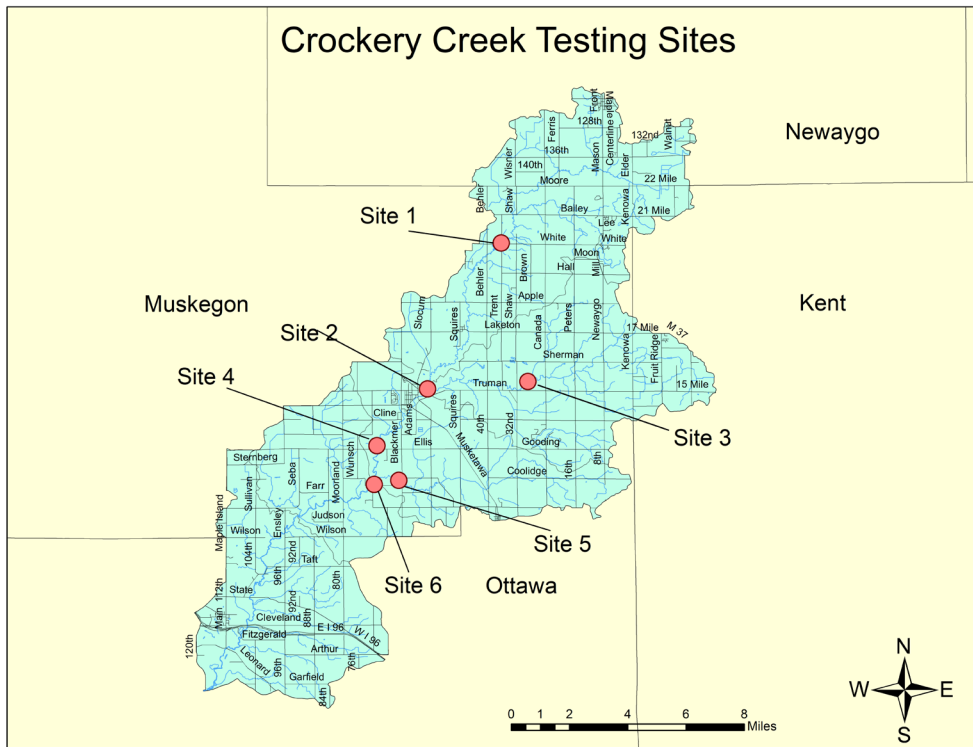 Crockery Creek Testing Sites
Front
Maple
Ferris
128th
Centerline
132nd
Walnut
Newaygo
Wisner
136th
Mason
140th
Elder
Moore
22 Mile
Behler
Shaw
Bailey
Kenowa
21 Mile
Site 1
Lee
White
White
Brown
Moon
Hall
Mill
Behler
Muskegon
Kent
Slocum
Trent
Shaw
Apple
Squires
Laketon
Canada
Peters
Newaygo
17 Mile
M 37
Site 2
Sherman
Kenowa
Fruit Ridge
Site 4
Truman
15 Mile
Cline
Adams
Squires
40th
32nd
Site 3
Blackmer
Ellis
Musketawa
Gooding
Sternberg
Wunsch
Coolidge
16th
8th
Sullivan
Seba
Farr
Moorland
Maple Island
Judson
Wilson
Ensley
Wilson
Site 5
104th
92nd
Taft
Site 6
Ottawa
96th
80th
112th
State
92nd
Main
Cleveland
88th
E I 96
W I 96
Fitzgerald
120th
Arthur
Leonard
96th
76th
Garfield
84th
N
W
E
S
0 1 2 4 6 8
Miles